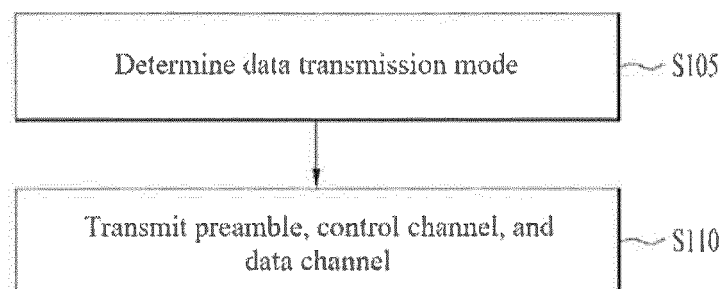 Determine data transmission mode
S105
Transmit preamble, control channel, and
data channel
S110